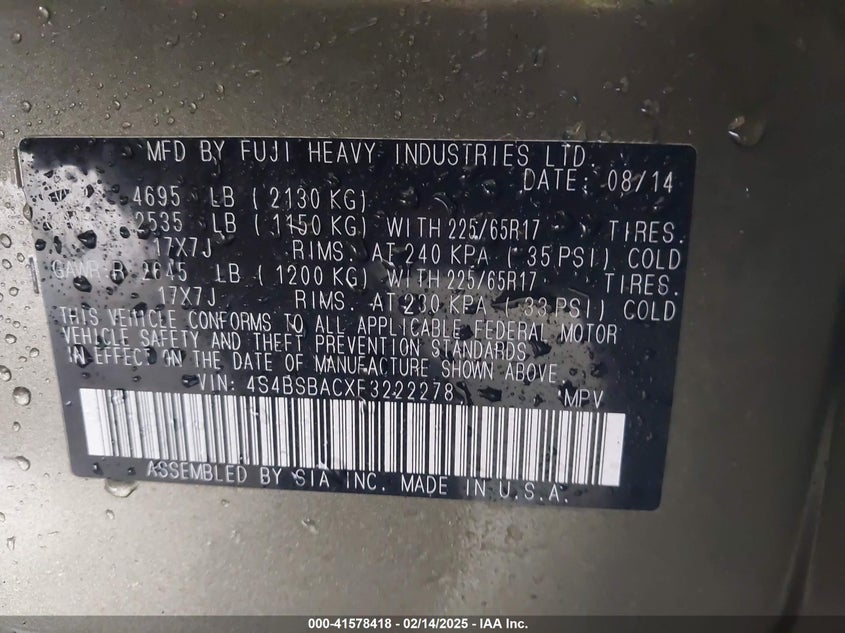 MFD BY FUJI HEAVY INDUSTRIES LTD.
DATE: 08/14
4695 LB ( 2130 KG)
2535 LB ( 1150 KG) WITH 225/65R17 TIRES.
17X7J RIMS. AT 240 KPA ( 35 PSI) COLD
GAWR:R 2645 LB ( 1200 KG) WITH 225/65R17 TIRES.
17X7J RIMS. AT 230 KPA ( 33 PSI) COLD
THIS VEHICLE CONFORMS TO ALL APPLICABLE FEDERAL MOTOR
VEHICLE SAFETY AND THEFT PREVENTION STANDARDS
IN EFFECT ON THE DATE OF MANUFACTURE SHOWN ABOVE.
VIN: 4S4BSBACXF3222278 MPV
ASSEMBLED BY SIA INC. MADE IN U.S.A.
000-41578418 - 02/14/2025 - IAA Inc.